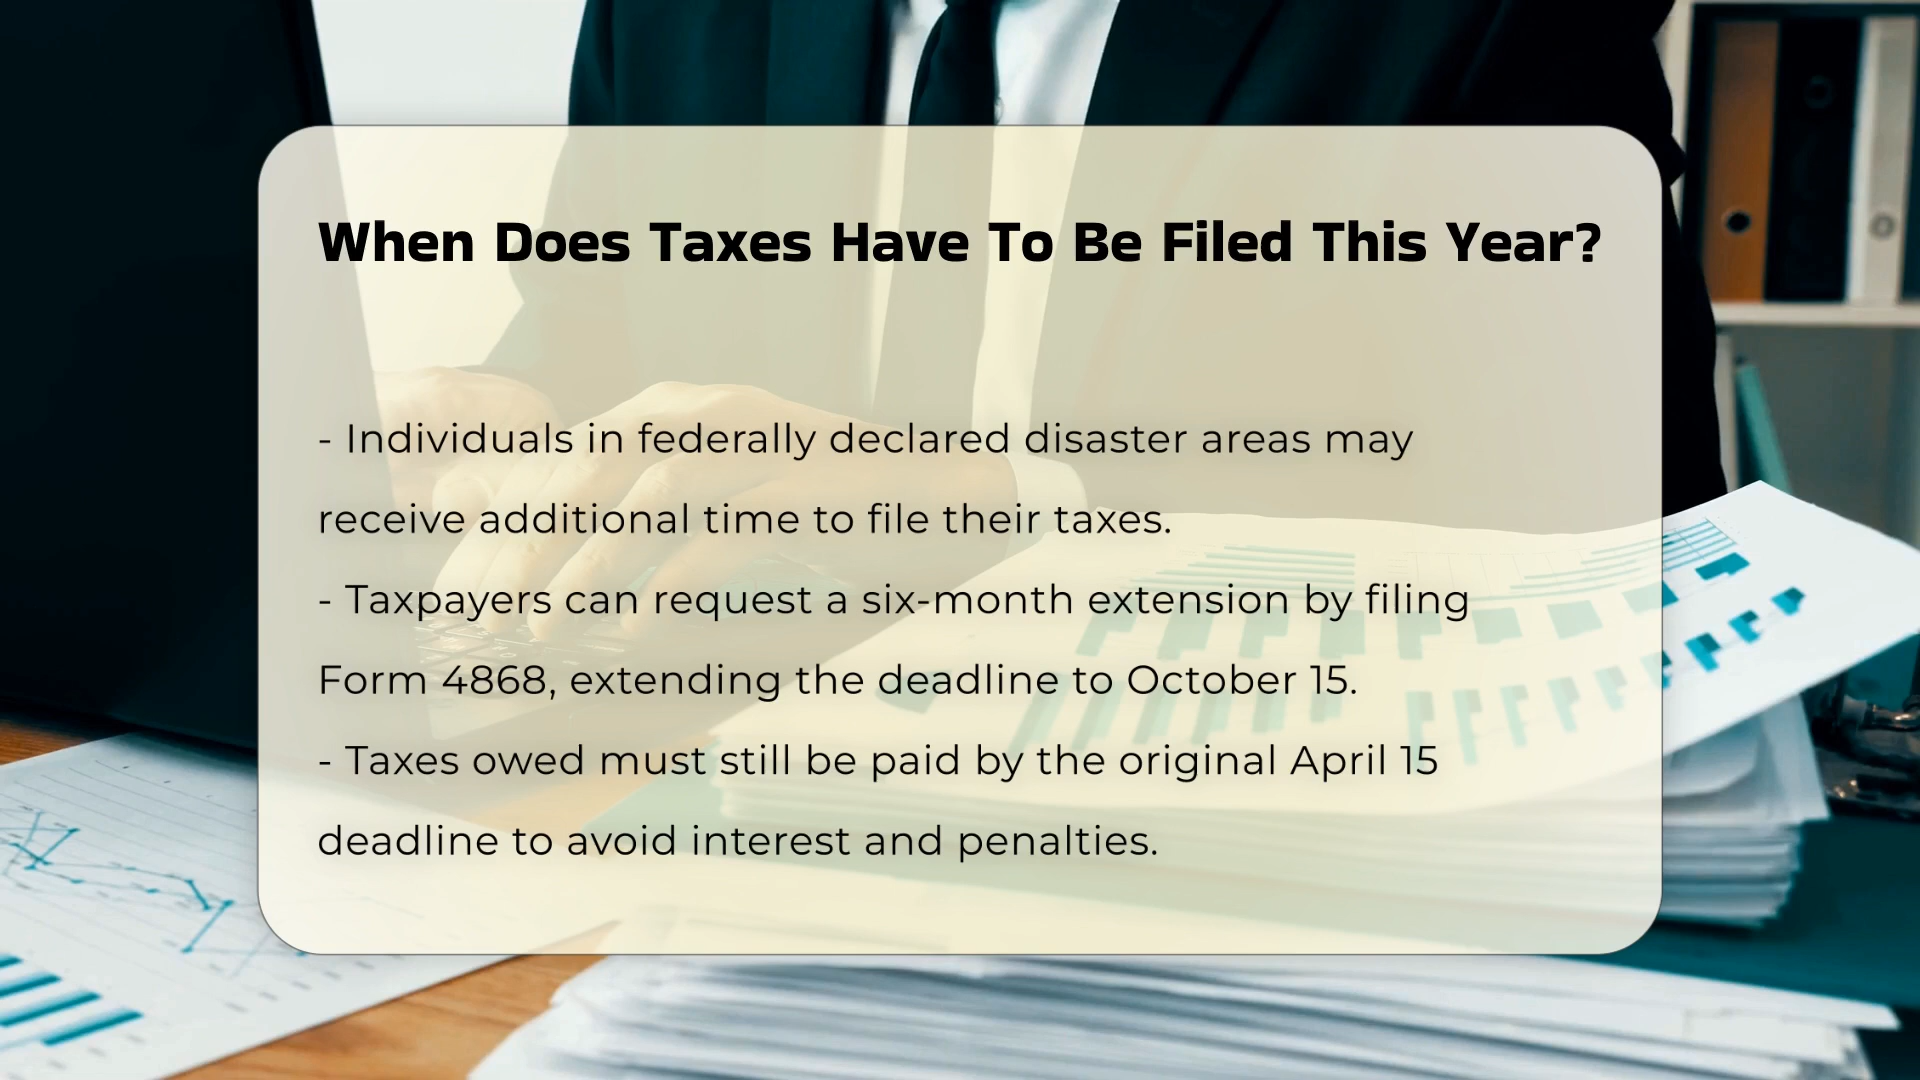 When Does Taxes Have To Be Filed This Year?
- Individuals in federally declared disaster areas may
receive additional time to file their taxes.
- Taxpayers can request a six-month extension by filing
Form 4868, extending the deadline to October 15.
- Taxes owed must still be paid by the original April 15
deadline to avoid interest and penalties.